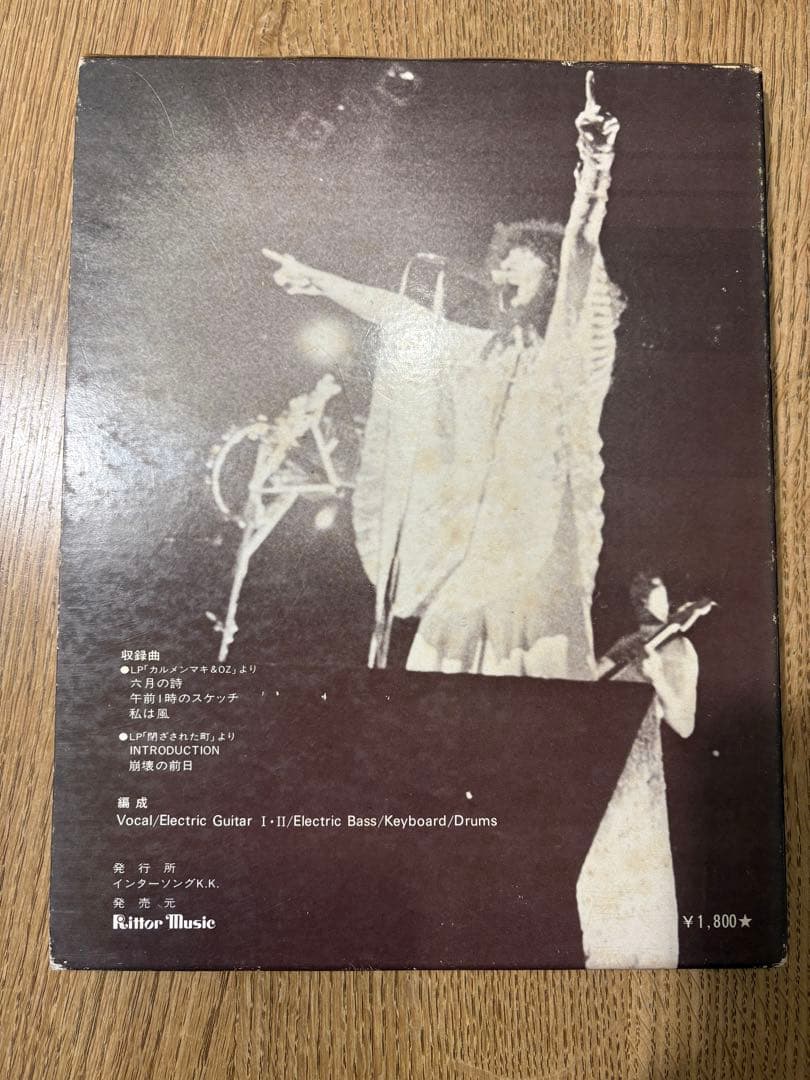 収録曲
●LP「カルメンマキ&OZ」より
六月の詩
午前1時のスケッチ
私は風
●LP「閉ざされた町」より
INTRODUCTION
崩壊の前日
編成
Vocal/Electric Guitar I・II/Electric Bass/Keyboard/Drums
発行所
インターソングK.K.
発売元
Rittor Music
¥1,800★